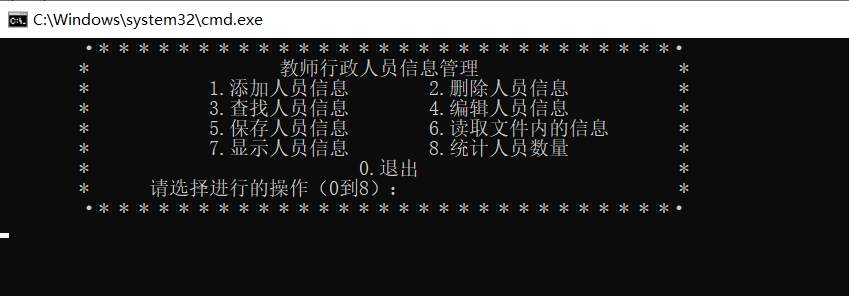 C:\Windows\system32\cmd.exe
·* * * * * * * * * * * * * * * * * * * * * * * * * * * * *·
* 教师行政人员信息管理 *
* 1.添加人员信息 2.删除人员信息 *
* 3.查找人员信息 4.编辑人员信息 *
* 5.保存人员信息 6.读取文件内的信息 *
* 7.显示人员信息 8.统计人员数量 *
* 0.退出 *
* 请选择进行的操作（0到8）： *
·* * * * * * * * * * * * * * * * * * * * * * * * * * * * *·